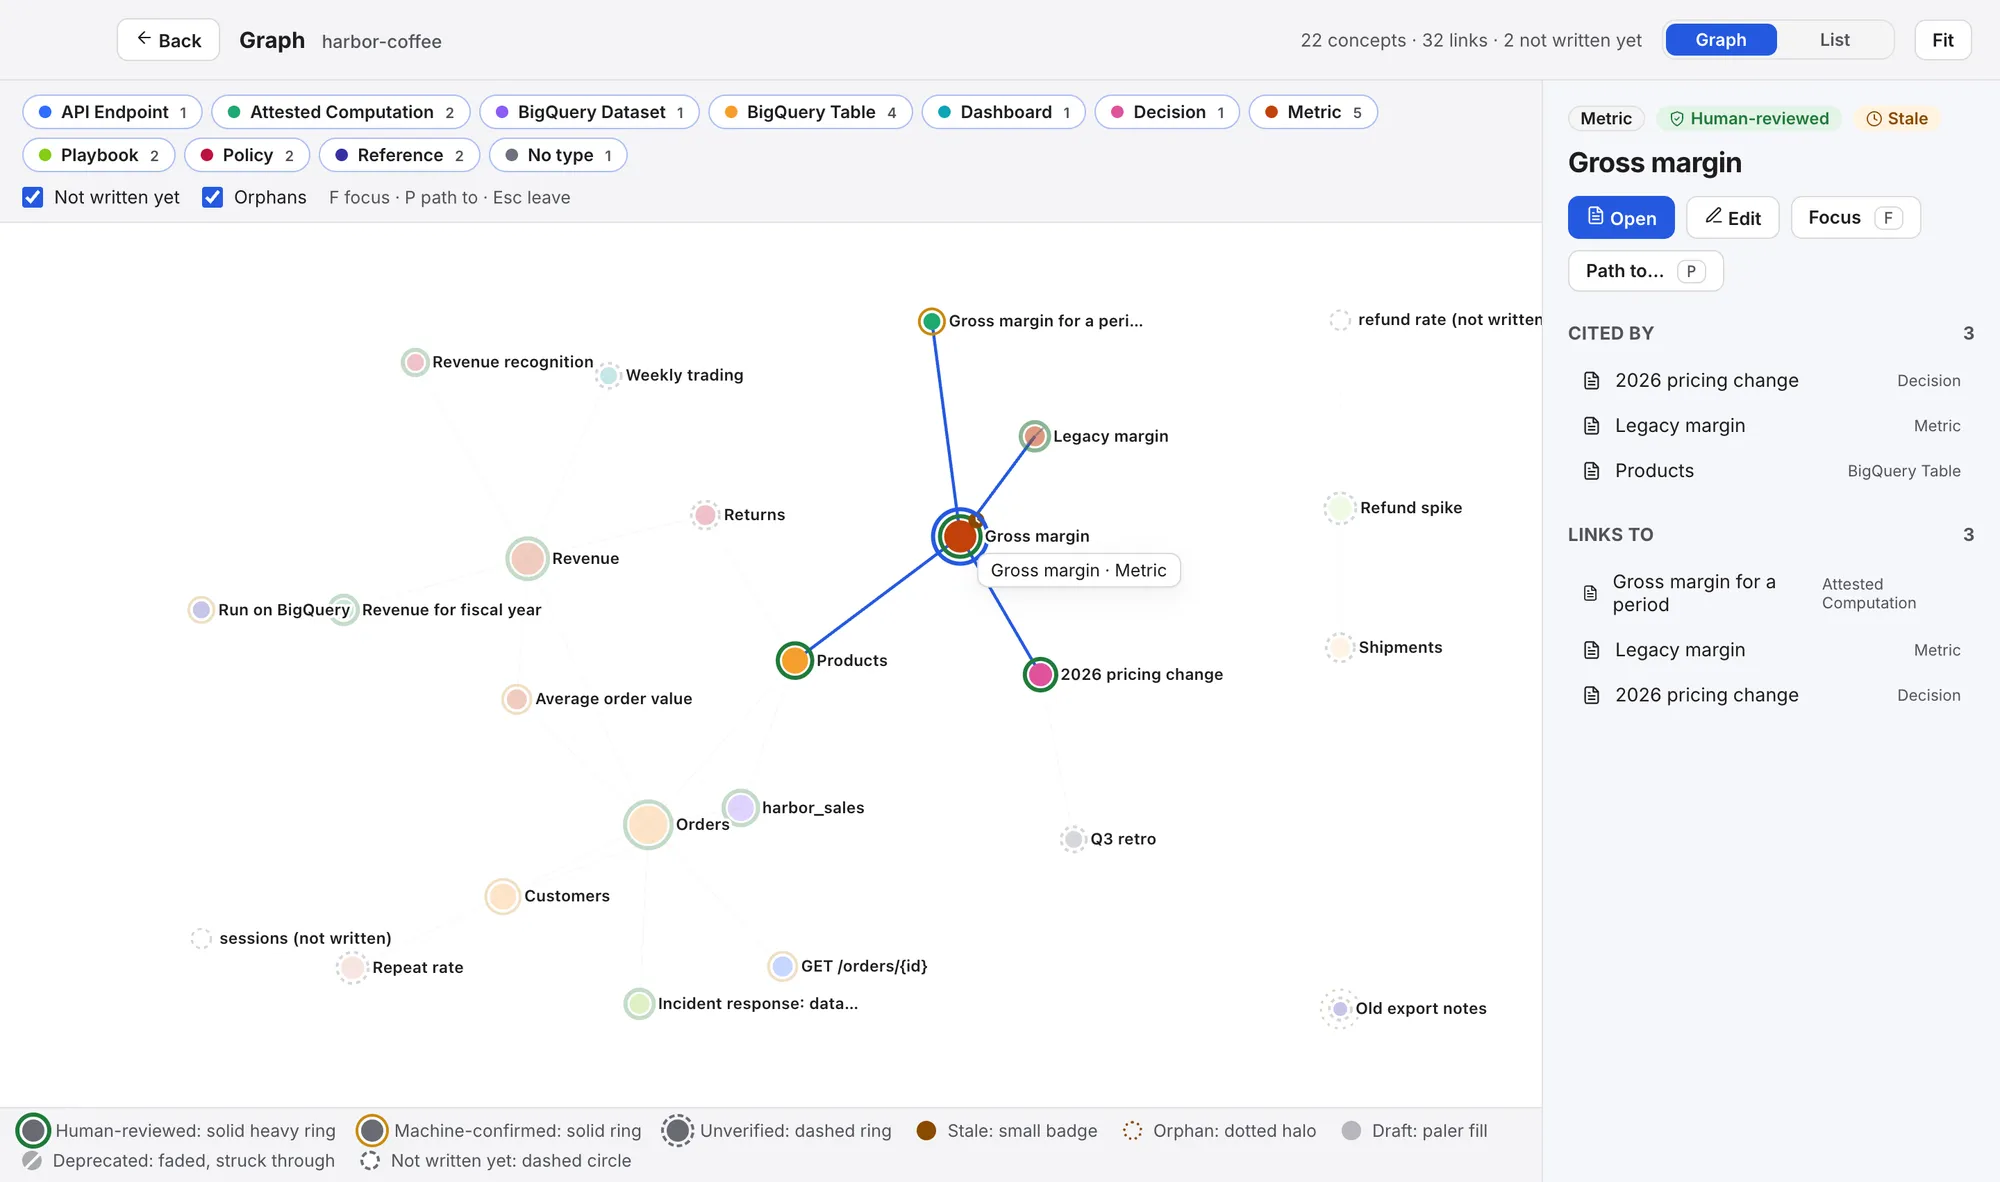 Back
Graph harbor-coffee
22 concepts · 32 links · 2 not written yet
Graph List
Fit
API Endpoint 1
Attested Computation 2
BigQuery Dataset 1
BigQuery Table 4
Dashboard 1
Decision 1
Metric 5
Playbook 2
Policy 2
Reference 2
No type 1
Not written yet
Orphans
F focus · P path to · Esc leave
Gross margin for a peri...
refund rate (not written
Revenue recognition
Weekly trading
Legacy margin
Refund spike
Returns
Gross margin
Gross margin · Metric
Revenue
Run on BigQuery
Revenue for fiscal year
Shipments
Products
2026 pricing change
Average order value
harbor_sales
Orders
Q3 retro
Customers
sessions (not written)
Repeat rate
GET /orders/{id}
Incident response: data...
Old export notes
Human-reviewed: solid heavy ring
Machine-confirmed: solid ring
Unverified: dashed ring
Stale: small badge
Orphan: dotted halo
Draft: paler fill
Deprecated: faded, struck through
Not written yet: dashed circle
Metric
Human-reviewed
Stale
Gross margin
Open
Edit
Focus F
Path to... P
CITED BY 3
2026 pricing change Decision
Legacy margin Metric
Products BigQuery Table
LINKS TO 3
Gross margin for a period Attested Computation
Legacy margin Metric
2026 pricing change Decision